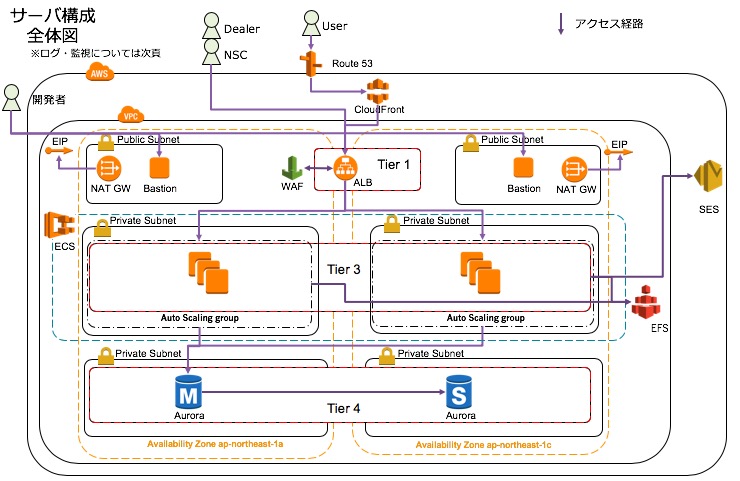 サーバ構成
全体図
※ログ・監視については次頁
Dealer
NSC
User
アクセス経路
Route 53
AWS
CloudFront
開発者
VPC
EIP
Public Subnet
Public Subnet
EIP
NAT GW
Bastion
WAF
ALB
Tier 1
Bastion
NAT GW
SES
ECS
Private Subnet
Private Subnet
Tier 3
Auto Scaling group
Auto Scaling group
EFS
Private Subnet
Private Subnet
M
Aurora
S
Aurora
Tier 4
Availability Zone ap-northeast-1a
Availability Zone ap-northeast-1c